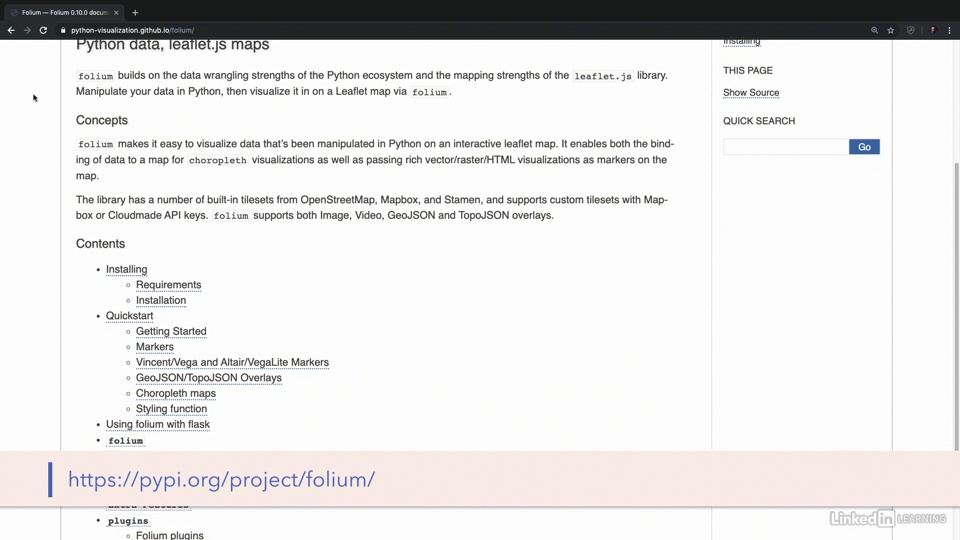 Folium — Folium 0.10.0 docum
python-visualization.github.io/folium/
Python data, leaflet.js maps
Installing
folium builds on the data wrangling strengths of the Python ecosystem and the mapping strengths of the leaflet.js library.
Manipulate your data in Python, then visualize it in on a Leaflet map via folium.
THIS PAGE
Show Source
Concepts
QUICK SEARCH
Go
folium makes it easy to visualize data that's been manipulated in Python on an interactive leaflet map. It enables both the bind-
ing of data to a map for choropleth visualizations as well as passing rich vector/raster/HTML visualizations as markers on the
map.
The library has a number of built-in tilesets from OpenStreetMap, Mapbox, and Stamen, and supports custom tilesets with Map-
box or Cloudmade API keys. folium supports both Image, Video, GeoJSON and TopoJSON overlays.
Contents
• Installing
◦ Requirements
◦ Installation
• Quickstart
◦ Getting Started
◦ Markers
◦ Vincent/Vega and Altair/VegaLite Markers
◦ GeoJSON/TopoJSON Overlays
◦ Choropleth maps
◦ Styling function
• Using folium with flask
• folium
https://pypi.org/project/folium/
Extra Features
• plugins
◦ Folium plugins
Linked in LEARNING